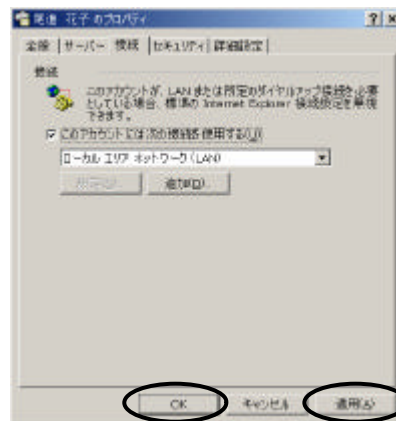 尾道 花子のプロパティ
全般 サーバー 接続 セキュリティ 詳細設定
接続
このアカウントが、LAN または所定のダイヤルアップ接続を必要
としている場合、標準の Internet Explorer 接続設定を無視
できます。
このアカウントには次の接続を使用する(U)
ローカル エリア ネットワーク (LAN)
設定(S)... 追加(D)...
OK キャンセル 適用(A)